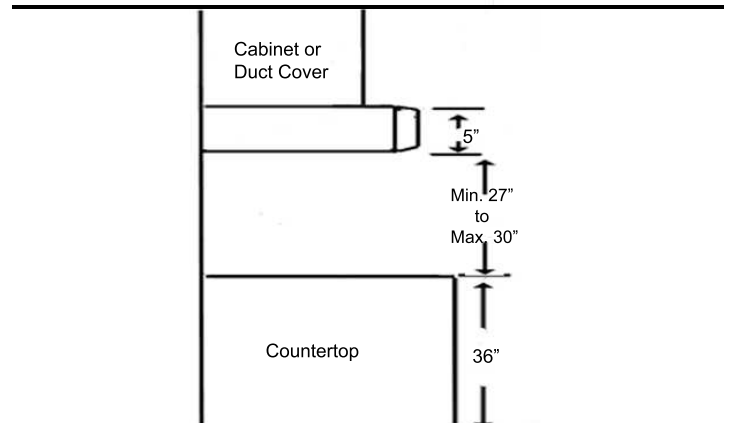 Cabinet or
Duct Cover
5”
Min. 27”
to
Max. 30”
Countertop
36”